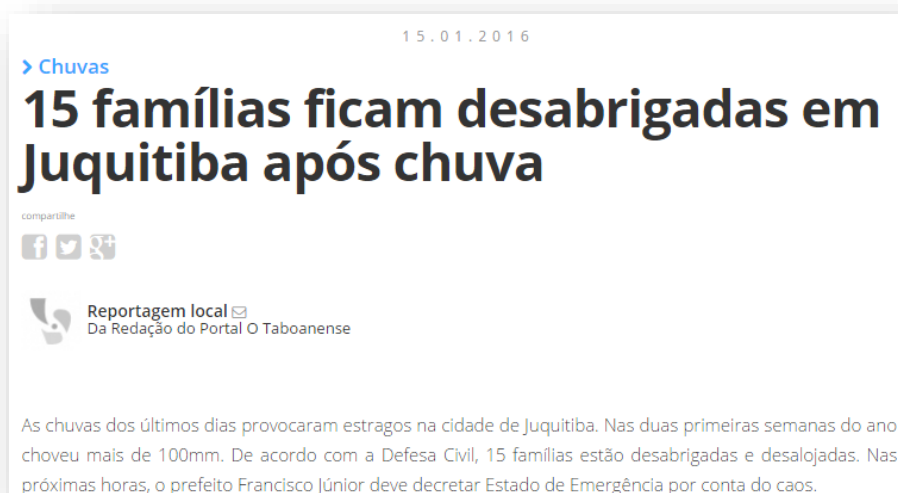 15.01.2016
Chuvas
15 famílias ficam desabrigadas em
Juquitiba após chuva
compartilhe
Reportagem local
Da Redação do Portal O Taboanense
As chuvas dos últimos dias provocaram estragos na cidade de Juquitiba. Nas duas primeiras semanas do ano
choveu mais de 100mm. De acordo com a Defesa Civil, 15 famílias estão desabrigadas e desalojadas. Nas
próximas horas, o prefeito Francisco Júnior deve decretar Estado de Emergência por conta do caos.